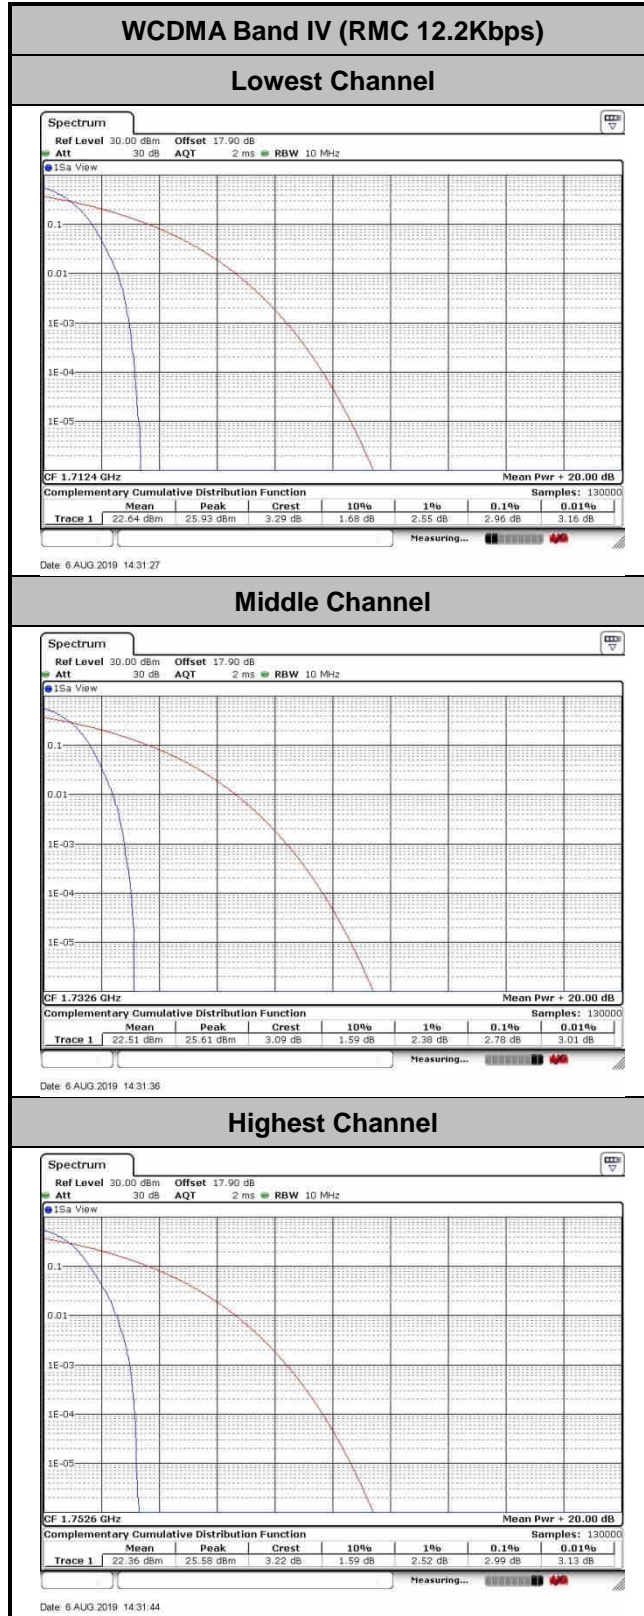 WCDMA Band IV (RMC 12.2Kbps)
Lowest Channel
Spectrum
Ref Level 30.00 dBm Offset 17.90 dB
Att 30 dB AQT 2 ms RBW 10 MHz
1Sa View
0.1
0.01
1E-03
1E-04
1E-05
CF 1.7124 GHz Mean Pwr + 20.00 dB
Complementary Cumulative Distribution Function Samples: 130000
Mean Peak Crest 10% 1% 0.1% 0.01%
Trace 1 22.64 dBm 25.93 dBm 3.29 dB 1.68 dB 2.55 dB 2.96 dB 3.16 dB
Measuring...
Date: 6.AUG.2019 14:31:27
Middle Channel
Spectrum
Ref Level 30.00 dBm Offset 17.90 dB
Att 30 dB AQT 2 ms RBW 10 MHz
1Sa View
0.1
0.01
1E-03
1E-04
1E-05
CF 1.7326 GHz Mean Pwr + 20.00 dB
Complementary Cumulative Distribution Function Samples: 130000
Mean Peak Crest 10% 1% 0.1% 0.01%
Trace 1 22.51 dBm 25.61 dBm 3.09 dB 1.59 dB 2.38 dB 2.78 dB 3.01 dB
Measuring...
Date: 6.AUG.2019 14:31:36
Highest Channel
Spectrum
Ref Level 30.00 dBm Offset 17.90 dB
Att 30 dB AQT 2 ms RBW 10 MHz
1Sa View
0.1
0.01
1E-03
1E-04
1E-05
CF 1.7526 GHz Mean Pwr + 20.00 dB
Complementary Cumulative Distribution Function Samples: 130000
Mean Peak Crest 10% 1% 0.1% 0.01%
Trace 1 22.36 dBm 25.58 dBm 3.22 dB 1.59 dB 2.52 dB 2.99 dB 3.13 dB
Measuring...
Date: 6.AUG.2019 14:31:44